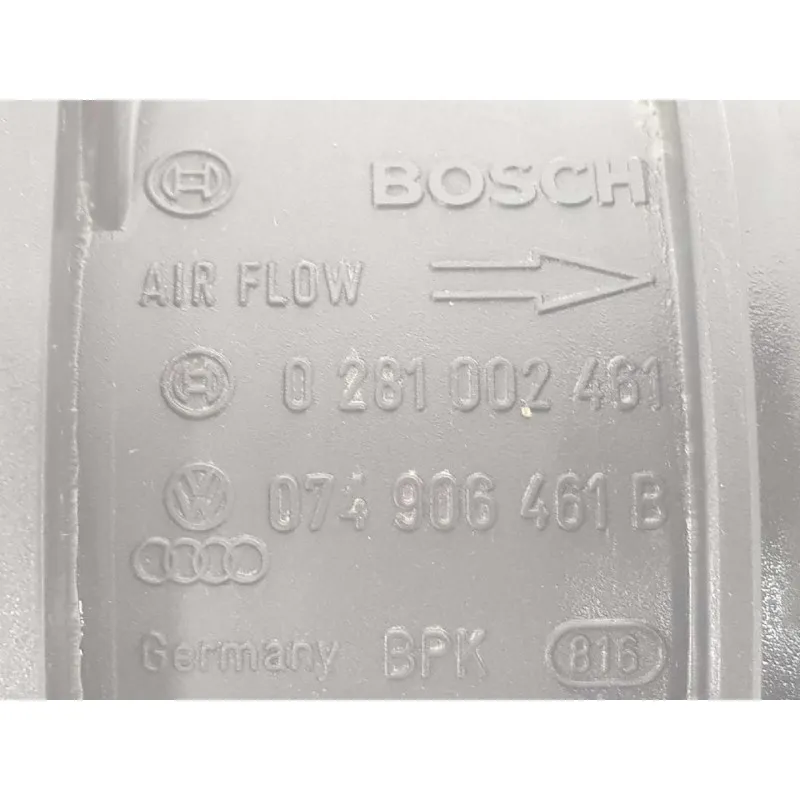 BOSCH
AIR FLOW
0 281 002 461
074 906 461 B
Germany BPK 816